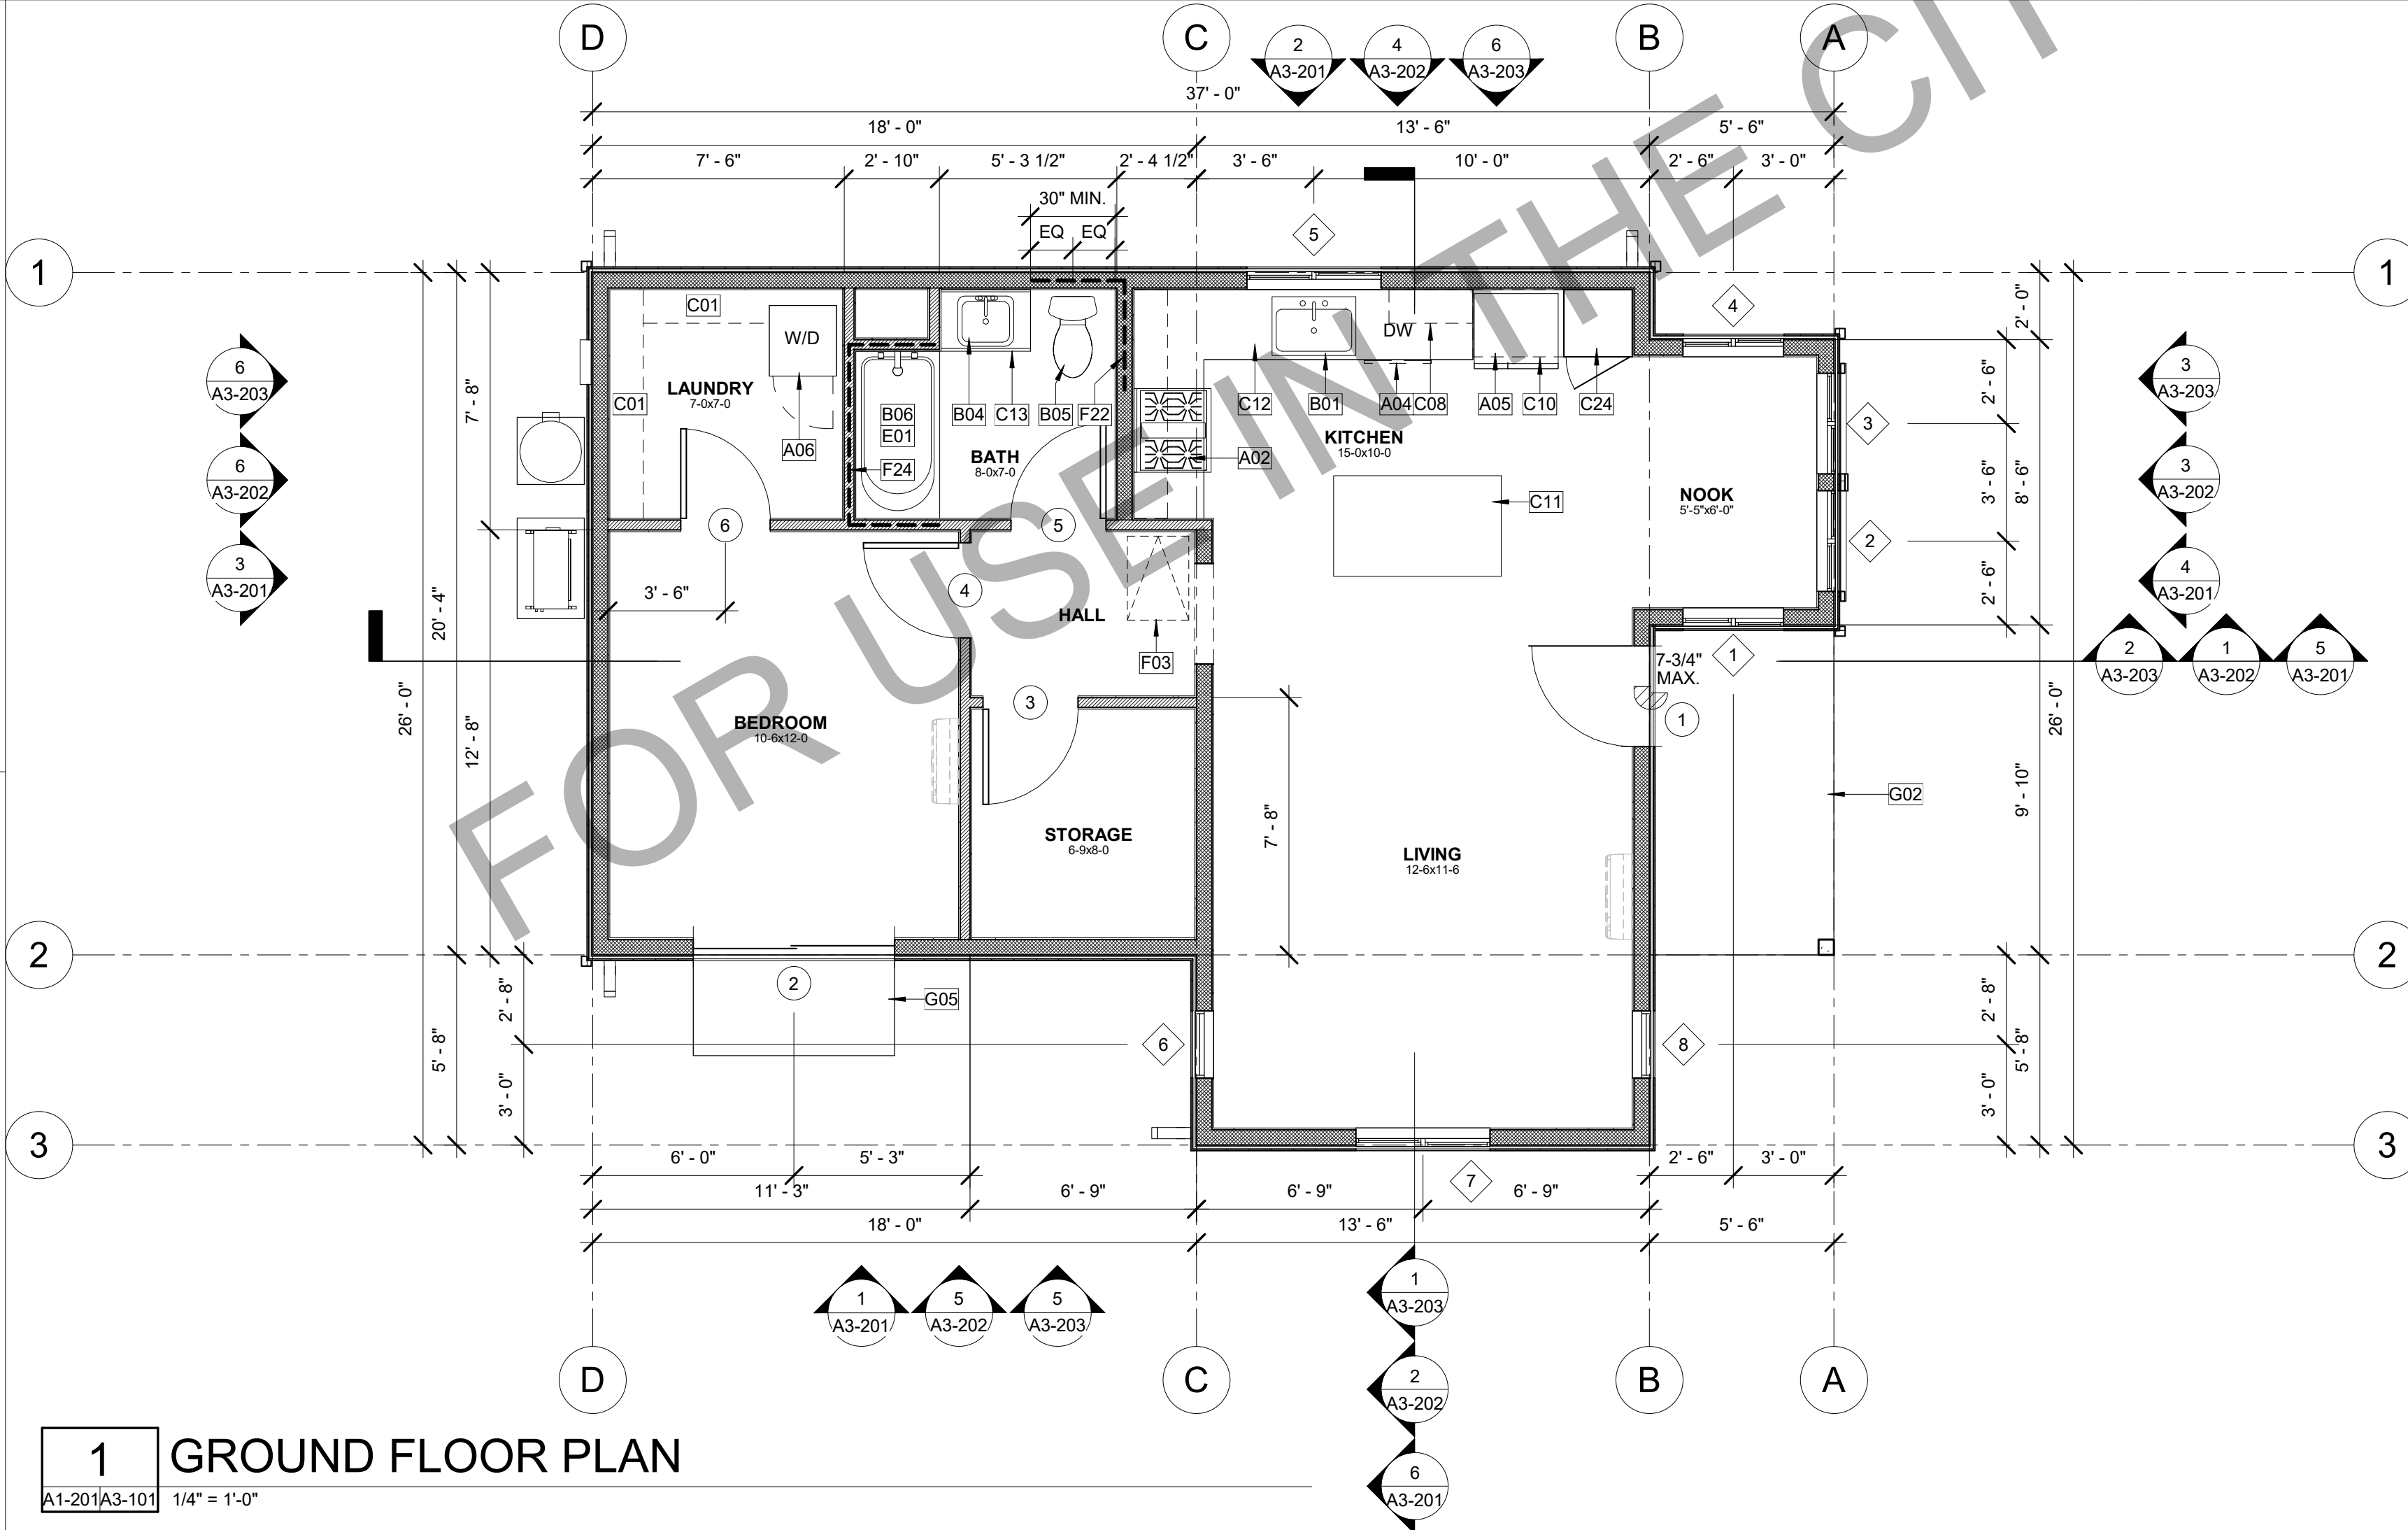 D
C
B
A
2
A3-201
4
A3-202
6
A3-203
37' - 0"
18' - 0"
13' - 6"
5' - 6"
7' - 6"
2' - 10"
5' - 3 1/2"
2' - 4 1/2"
3' - 6"
10' - 0"
2' - 6"
3' - 0"
30" MIN.
EQ
EQ
5
4
1
1
6
A3-203
6
A3-202
3
A3-201
7' - 8"
20' - 4"
26' - 0"
12' - 8"
2' - 8"
5' - 8"
3' - 0"
C01
C01
W/D
LAUNDRY
7-0x7-0
A06
B06
E01
F24
B04
C13
B05
F22
BATH
8-0x7-0
C12
B01
DW
A04
C08
A05
C10
C24
KITCHEN
15-0x10-0
A02
C11
NOOK
5'-5"x6'-0"
3
2
6
5
4
3
3' - 6"
HALL
F03
7-3/4"
MAX.
1
1
BEDROOM
10-6x12-0
STORAGE
6-9x8-0
7' - 8"
LIVING
12-6x11-6
G02
2
G05
6
8
7
2' - 0"
2' - 6"
3' - 6"
8' - 6"
2' - 6"
26' - 0"
9' - 10"
2' - 8"
5' - 8"
3' - 0"
3
A3-203
3
A3-202
4
A3-201
2
A3-203
1
A3-202
5
A3-201
2
2
3
3
6' - 0"
5' - 3"
2' - 6"
3' - 0"
11' - 3"
6' - 9"
6' - 9"
6' - 9"
18' - 0"
13' - 6"
5' - 6"
1
A3-201
5
A3-202
5
A3-203
1
A3-203
2
A3-202
6
A3-201
D
C
B
A
1
A1-201
A3-101
GROUND FLOOR PLAN
1/4" = 1'-0"
FOR USE IN THE CIT